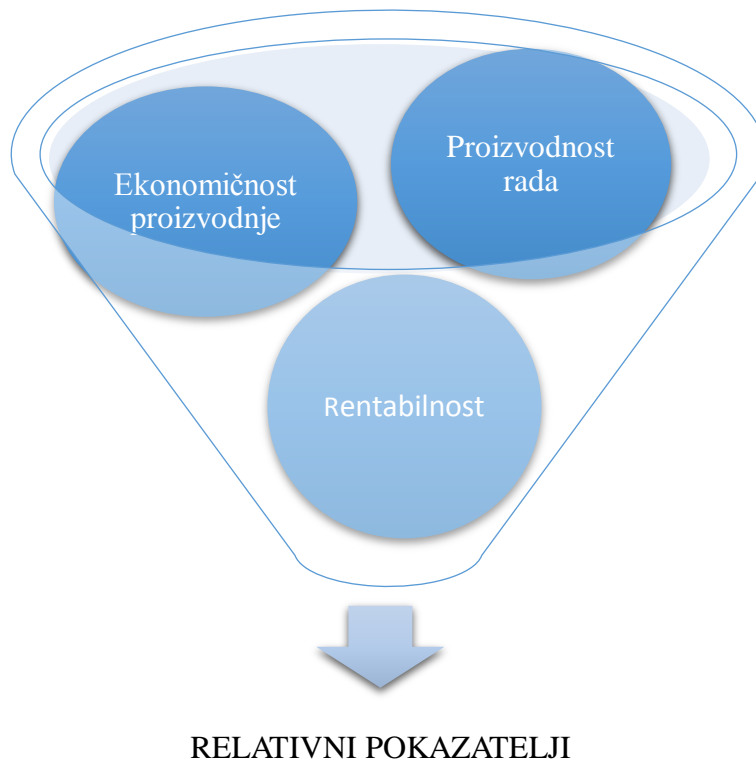 Ekonomičnost
proizvodnje
Proizvodnost
rada
Rentabilnost
RELATIVNI POKAZATELJI